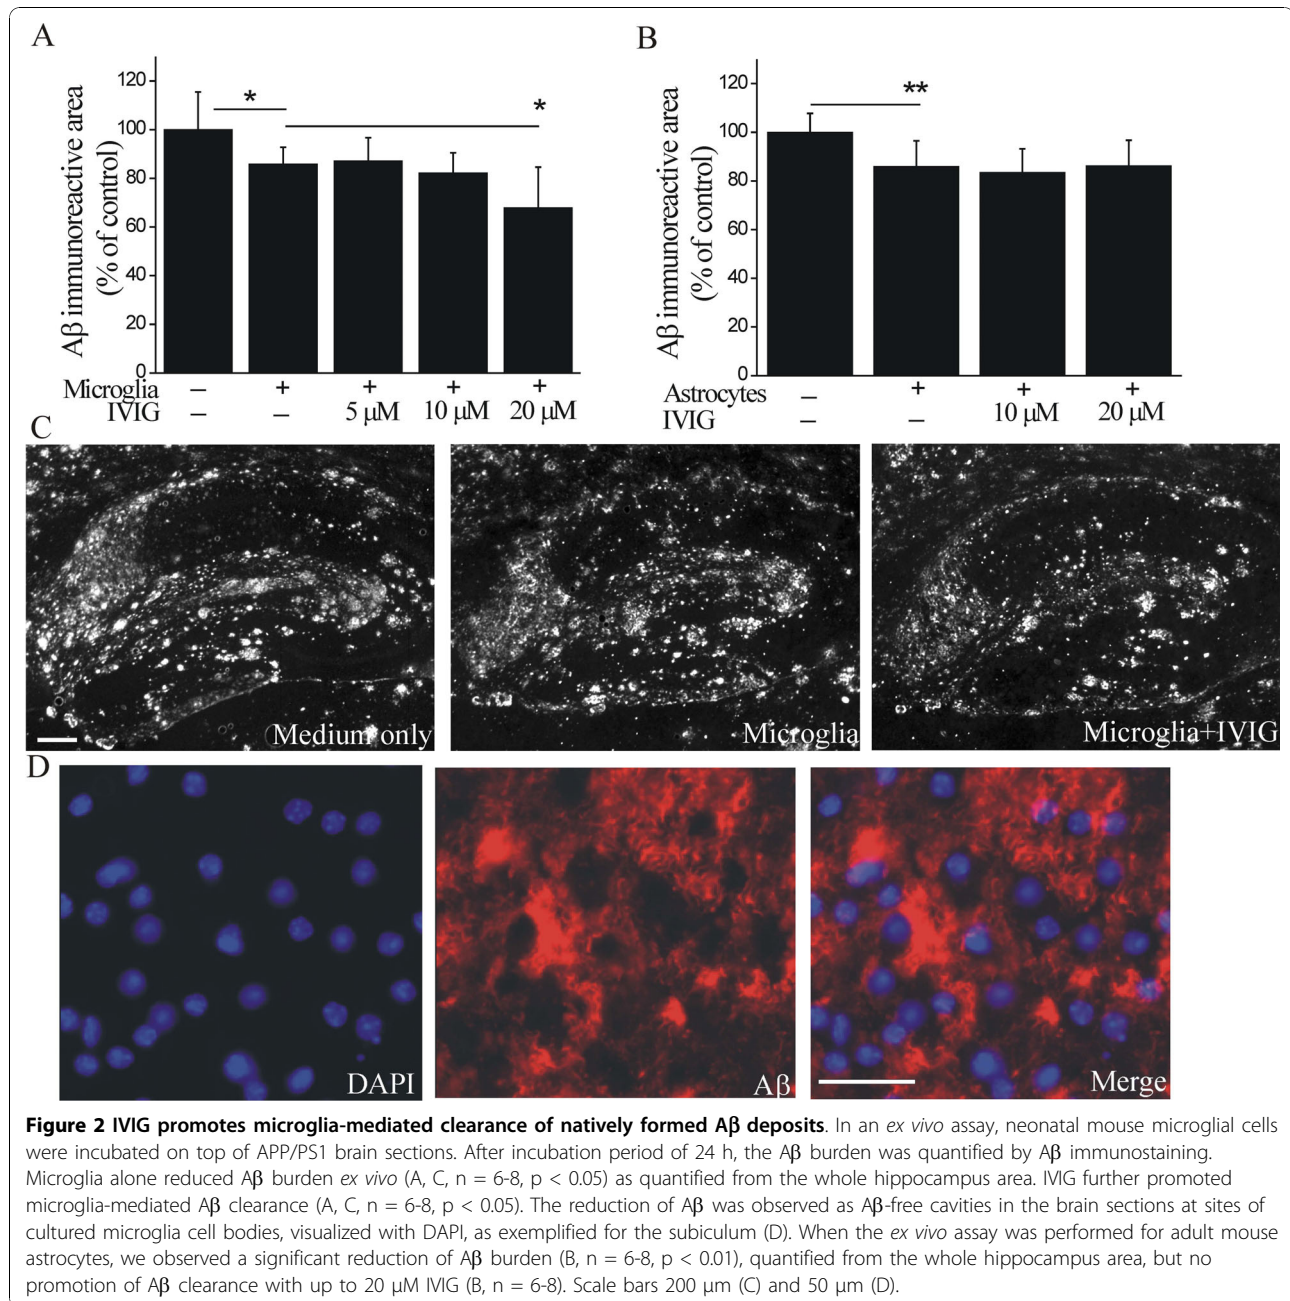 A
B
Aβ immunoreactive area
(% of control)
120
100
80
60
40
20
0
*
*
Microglia – + + + +
IVIG – – 5 µM 10 µM 20 µM
Aβ immunoreactive area
(% of control)
120
100
80
60
40
20
0
**
Astrocytes – + + +
IVIG – – 10 µM 20 µM
C
Medium only
Microglia
Microglia+IVIG
D
DAPI
Aβ
Merge
Figure 2 IVIG promotes microglia-mediated clearance of natively formed Aβ deposits. In an ex vivo assay, neonatal mouse microglial cells
were incubated on top of APP/PS1 brain sections. After incubation period of 24 h, the Aβ burden was quantified by Aβ immunostaining.
Microglia alone reduced Aβ burden ex vivo (A, C, n = 6-8, p < 0.05) as quantified from the whole hippocampus area. IVIG further promoted
microglia-mediated Aβ clearance (A, C, n = 6-8, p < 0.05). The reduction of Aβ was observed as Aβ-free cavities in the brain sections at sites of
cultured microglia cell bodies, visualized with DAPI, as exemplified for the subiculum (D). When the ex vivo assay was performed for adult mouse
astrocytes, we observed a significant reduction of Aβ burden (B, n = 6-8, p < 0.01), quantified from the whole hippocampus area, but no
promotion of Aβ clearance with up to 20 µM IVIG (B, n = 6-8). Scale bars 200 µm (C) and 50 µm (D).